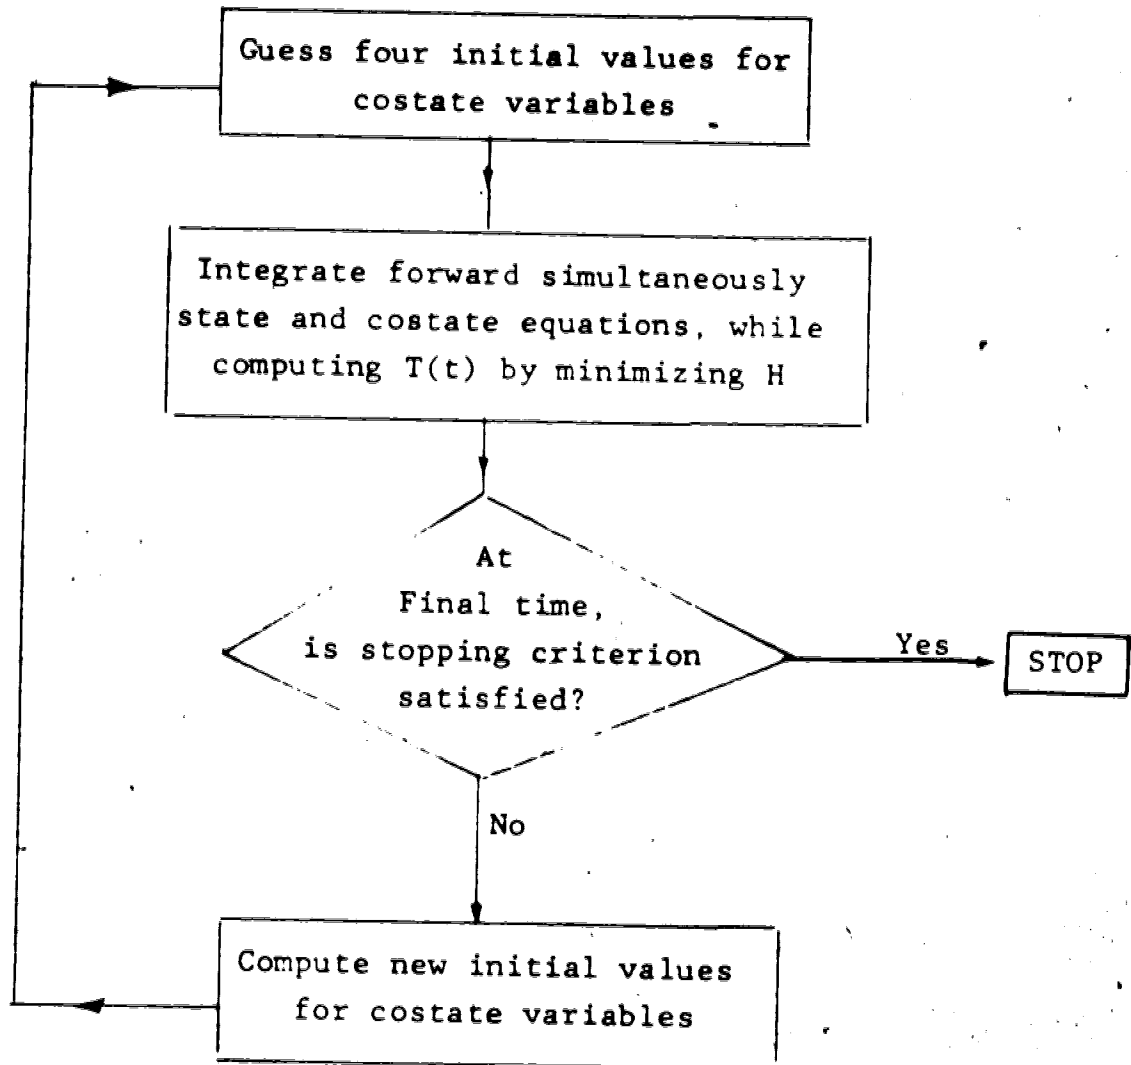 Guess four initial values for
costate variables
Integrate forward simultaneously
state and costate equations, while
computing T(t) by minimizing H
At
Final time,
is stopping criterion
satisfied?
Yes
STOP
No
Compute new initial values
for costate variables